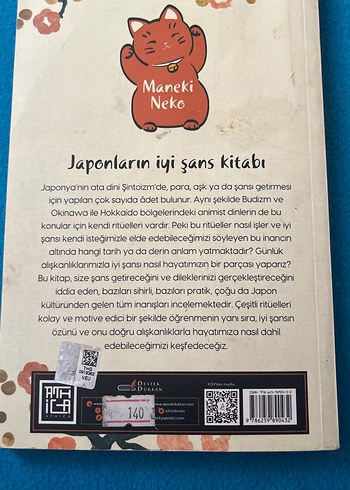 Maneki
Neko
Japonların iyi şans kitabı
Japonya'nın ata dini Şintoizm'de, para, aşk ya da şansı getirmesi
için yapılan çok sayıda âdet bulunur. Aynı şekilde Budizm ve
Okinawa ile Hokkaido bölgelerindeki animist dinlerin de bu
konular için kendi ritüelleri vardır. Peki bu ritüeller nasıl işler ve iyi
şansı kendi isteğimizle elde edebileceğimizi söyleyen bu inancın
altında hangi tarih ya da derin anlam yatmaktadır? Günlük
alışkanlıklarımızla iyi şansı nasıl hayatımızın bir parçası yaparız?
Bu kitap, size şans getireceğini ve dileklerinizi gerçekleştireceğini
iddia eden, bazıları sihirli, bazıları pratik, çoğu da Japon
kültüründen gelen tüm inanışları incelemektedir. Çeşitli ritüelleri
kolay ve motive edici bir şekilde öğrenmenin yanı sıra, iyi şansın
özünü ve onu doğru alışkanlıklarla hayatımıza nasıl dahil
edebileceğimizi keşfedeceğiz.
DESTEK
DÜKKAN
140
9 786259 890432